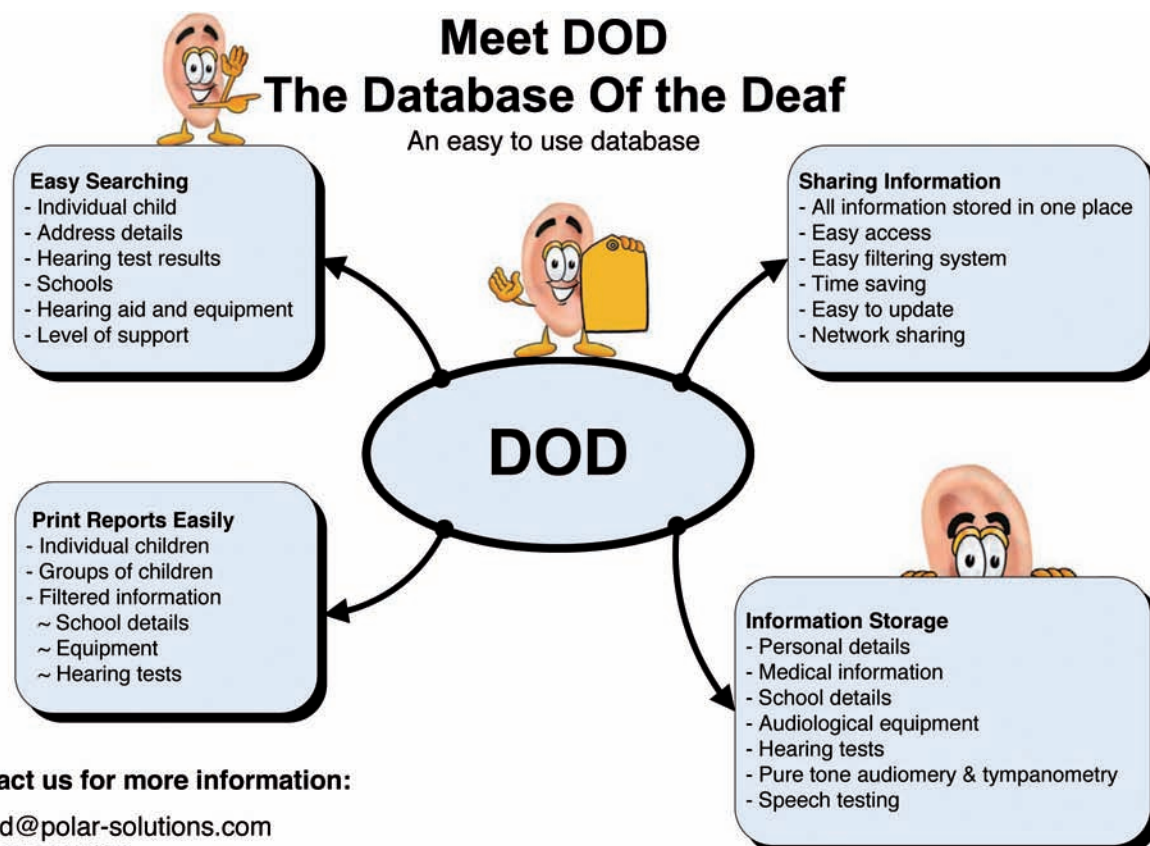 Meet DOD
The Database Of the Deaf
An easy to use database
Easy Searching
- Individual child
- Address details
- Hearing test results
- Schools
- Hearing aid and equipment
- Level of support
Sharing Information
- All information stored in one place
- Easy access
- Easy filtering system
- Time saving
- Easy to update
- Network sharing
DOD
Print Reports Easily
- Individual children
- Groups of children
- Filtered information
~ School details
~ Equipment
~ Hearing tests
Information Storage
- Personal details
- Medical information
- School details
- Audiological equipment
- Hearing tests
- Pure tone audiomery & tympanometry
- Speech testing
act us for more information:
d@polar-solutions.com